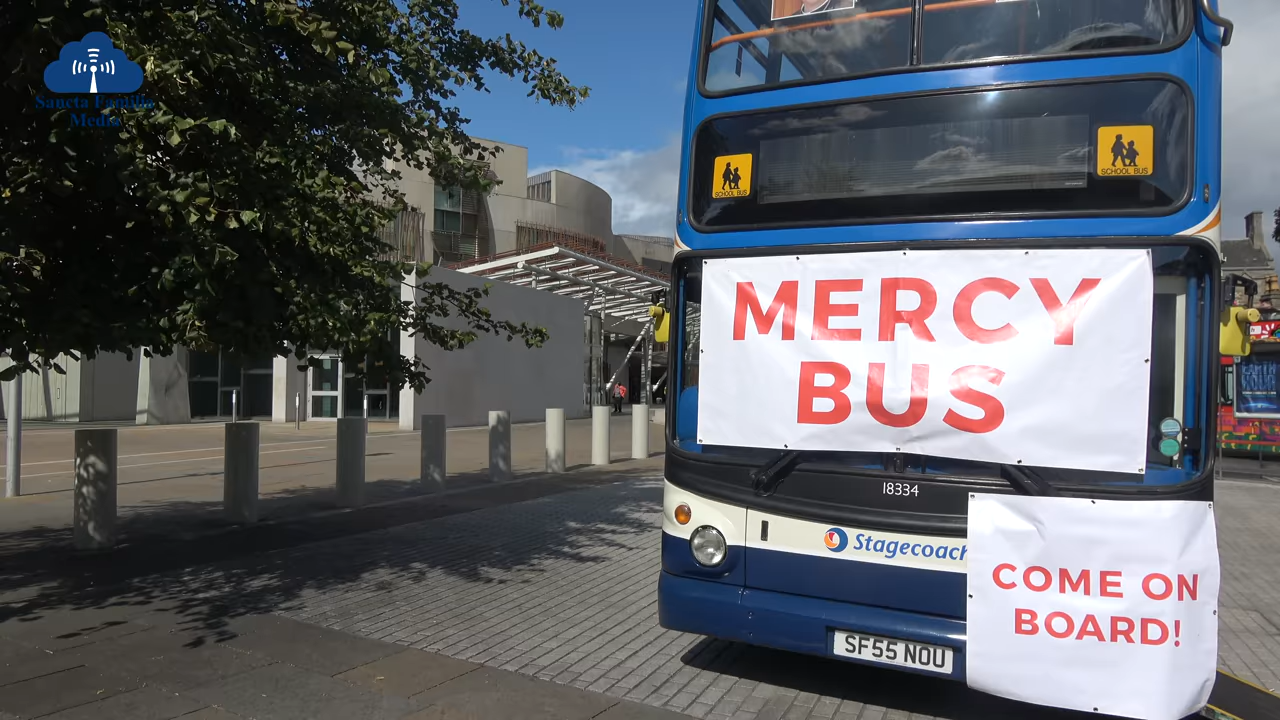 Sancta Familia
Media
SCHOOL BUS
SCHOOL BUS
MERCY
BUS
18334
Stagecoach
COME ON
BOARD!
SF55 NOU